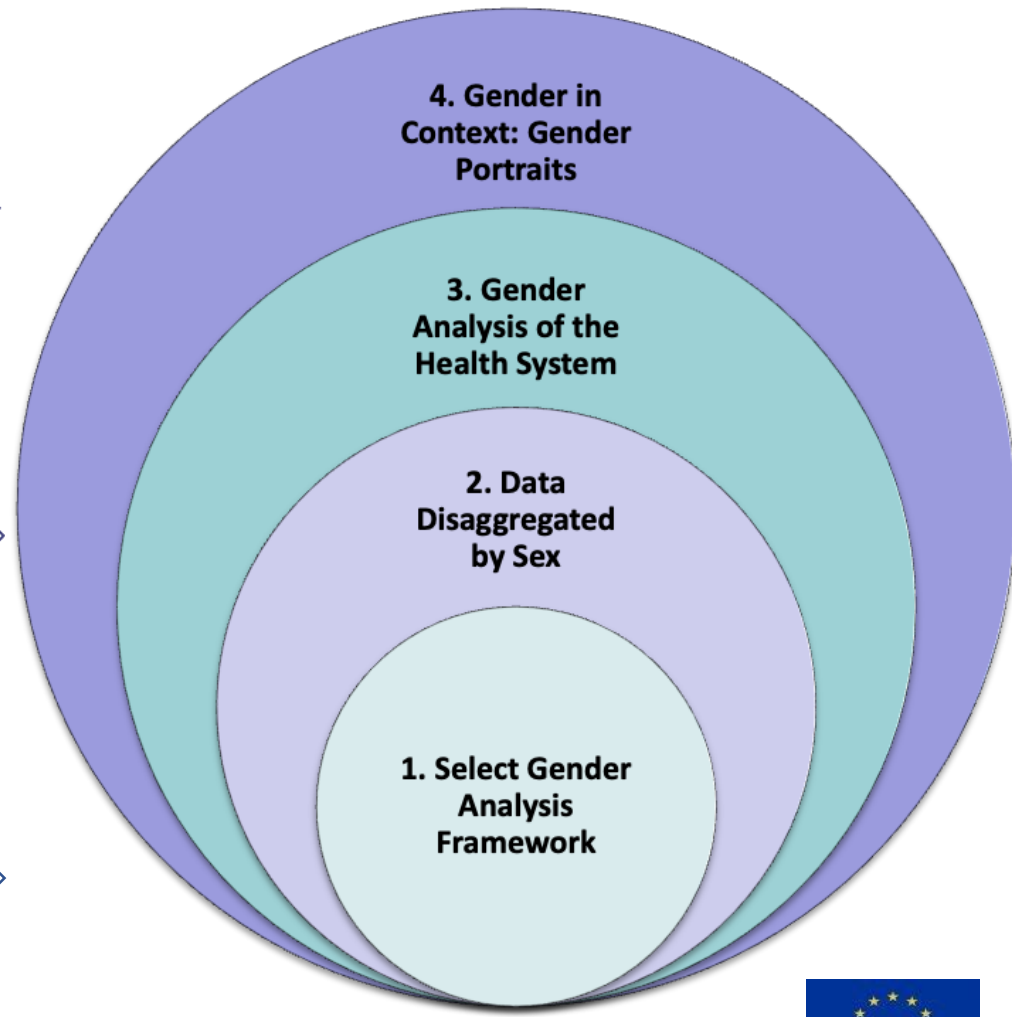 4. Gender in
Context: Gender
Portraits
3. Gender
Analysis of the
Health System
2. Data
Disaggregated
by Sex
1. Select Gender
Analysis
Framework